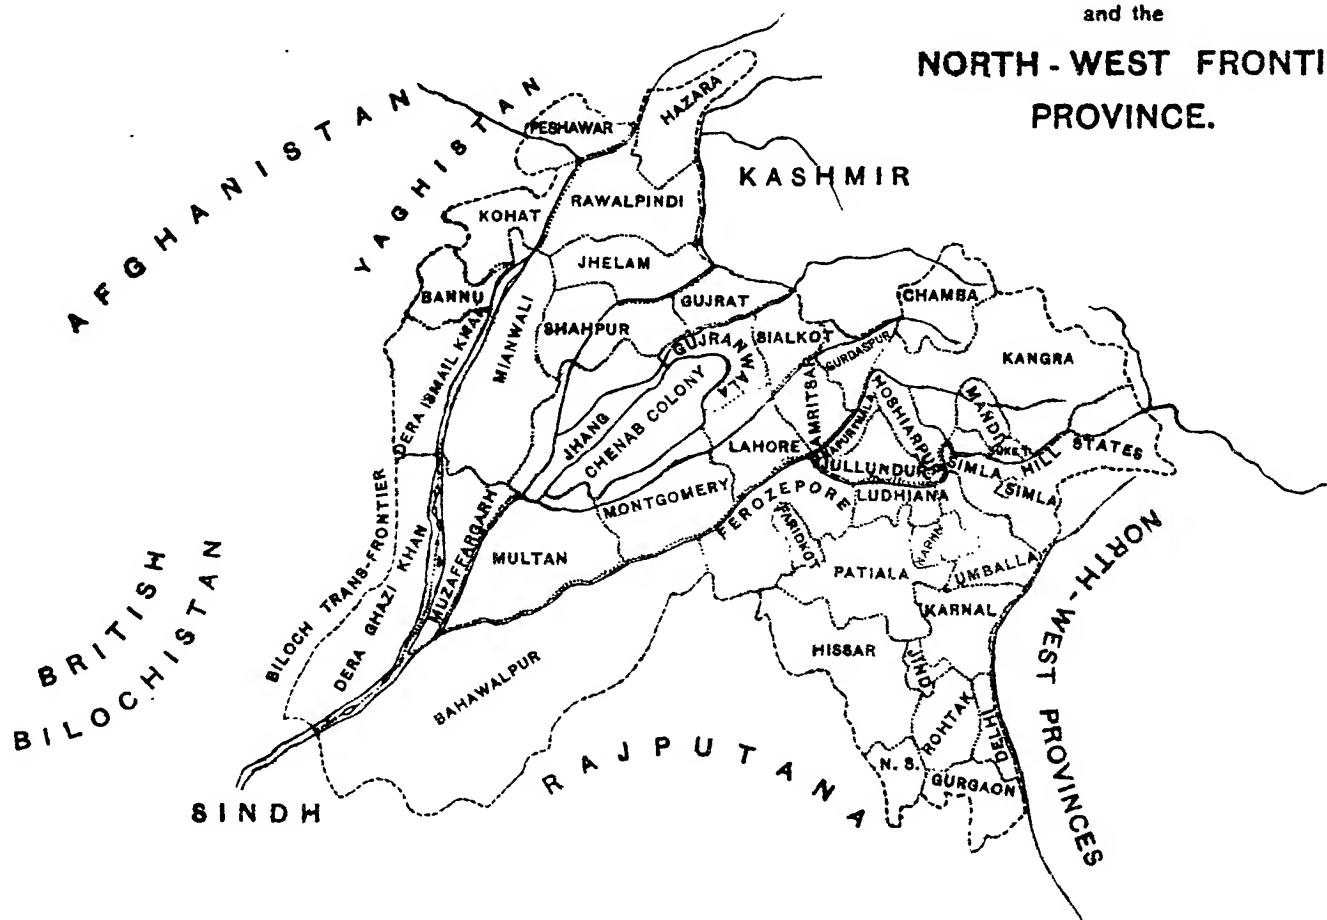 and the
NORTH - WEST FRONTI
PROVINCE.
AFGHANISTAN
YAGHISTAN
PESHAWAR
HAZARA
KASHMIR
RAWALPINDI
KOHAT
JHELAM
BANNU
GUJRAT
CHAMBA
SHAHPUR
MIANWALI
DERA ISMAIL KHAN
GUJRANWALA
SIALKOT
GURDASPUR
KANGRA
AMRITSAR
HOSHIARPUR
MANDI
SUKET
JHANG
CHENAB COLONY
LAHORE
KAPURTHALA
JULLUNDUR
SIMLA HILL STATES
SIMLA
LUDHIANA
MONTGOMERY
FEROZEPORE
FARIDKOT
MUZAFFARGARH
MULTAN
PATIALA
UMBALLA
KARNAL
BILOCH TRANS-FRONTIER
DERA GHAZI KHAN
BRITISH
BILOCHISTAN
HISSAR
JIND
BAHAWALPUR
ROHTAK
DELHI
N. S.
GURGAON
NORTH-WEST PROVINCES
RAJPUTANA
SINDH